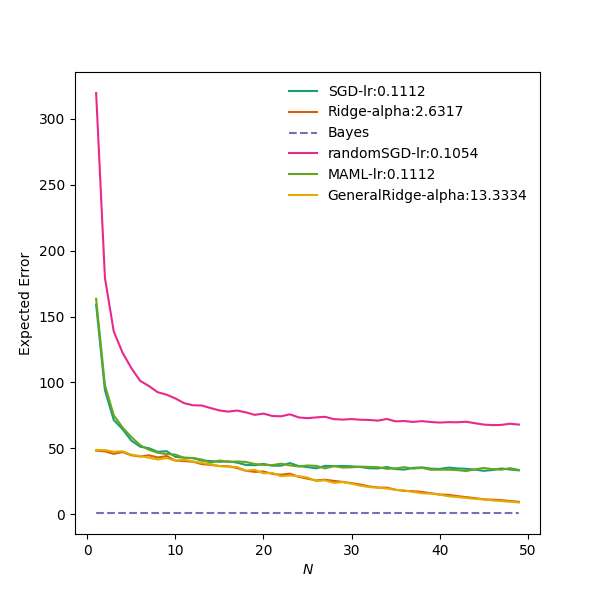 SGD-lr:0.1112
Ridge-alpha:2.6317
Bayes
randomSGD-lr:0.1054
MAML-lr:0.1112
GeneralRidge-alpha:13.3334
Expected Error
300
250
200
150
100
50
0
0 10 20 30 40 50
N